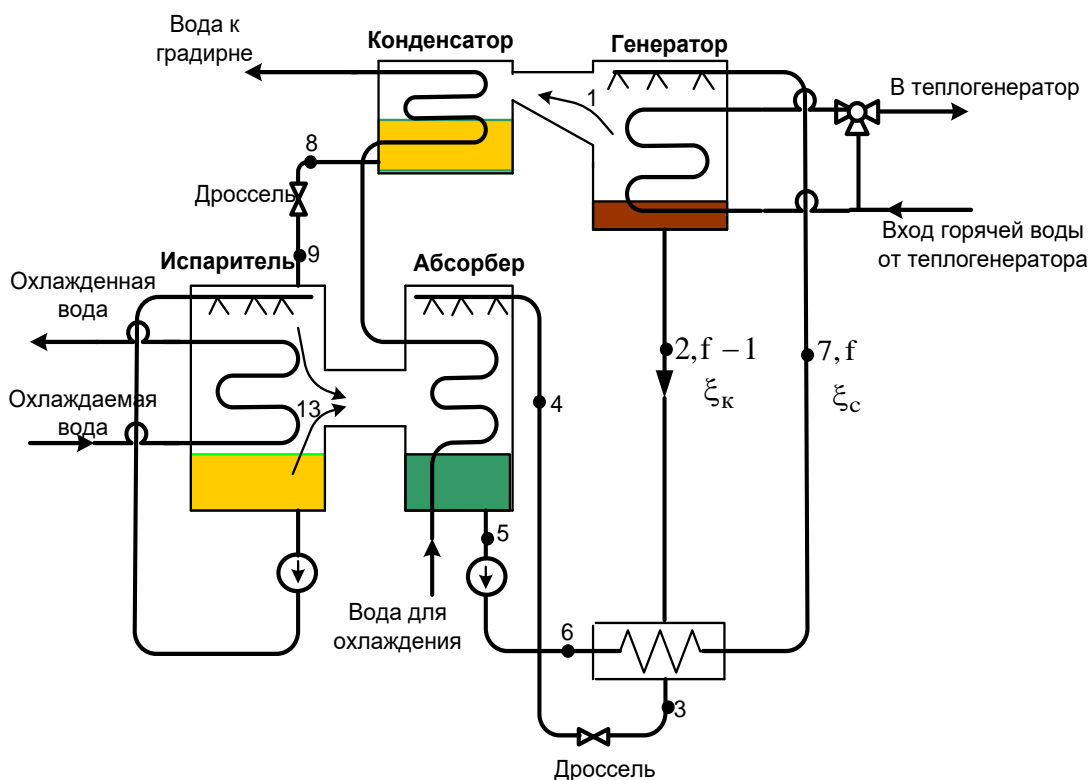 Вода к
градирне
Конденсатор
Генератор
1
В теплогенератор
8
Дроссель
Вход горячей воды
от теплогенератора
9
Испаритель
Абсорбер
Охлажденная
вода
2, f − 1
ξк
7, f
ξс
Охлаждаемая
вода
13
4
5
Вода для
охлаждения
6
3
Дроссель